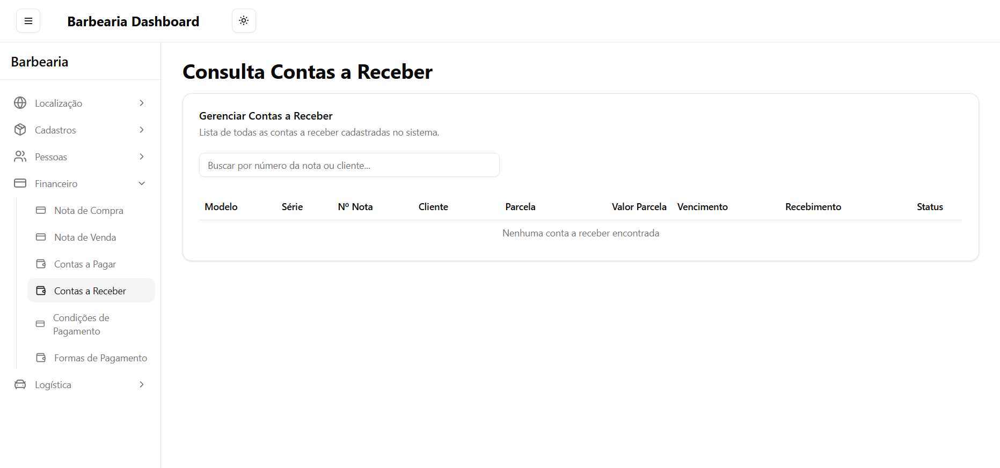 Barbearia Dashboard
Barbearia
Localização
Cadastros
Pessoas
Financeiro
Nota de Compra
Nota de Venda
Contas a Pagar
Contas a Receber
Condições de
Pagamento
Formas de Pagamento
Logística
Consulta Contas a Receber
Gerenciar Contas a Receber
Lista de todas as contas a receber cadastradas no sistema.
Buscar por número da nota ou cliente...
Modelo Série Nº Nota Cliente Parcela Valor Parcela Vencimento Recebimento Status
Nenhuma conta a receber encontrada